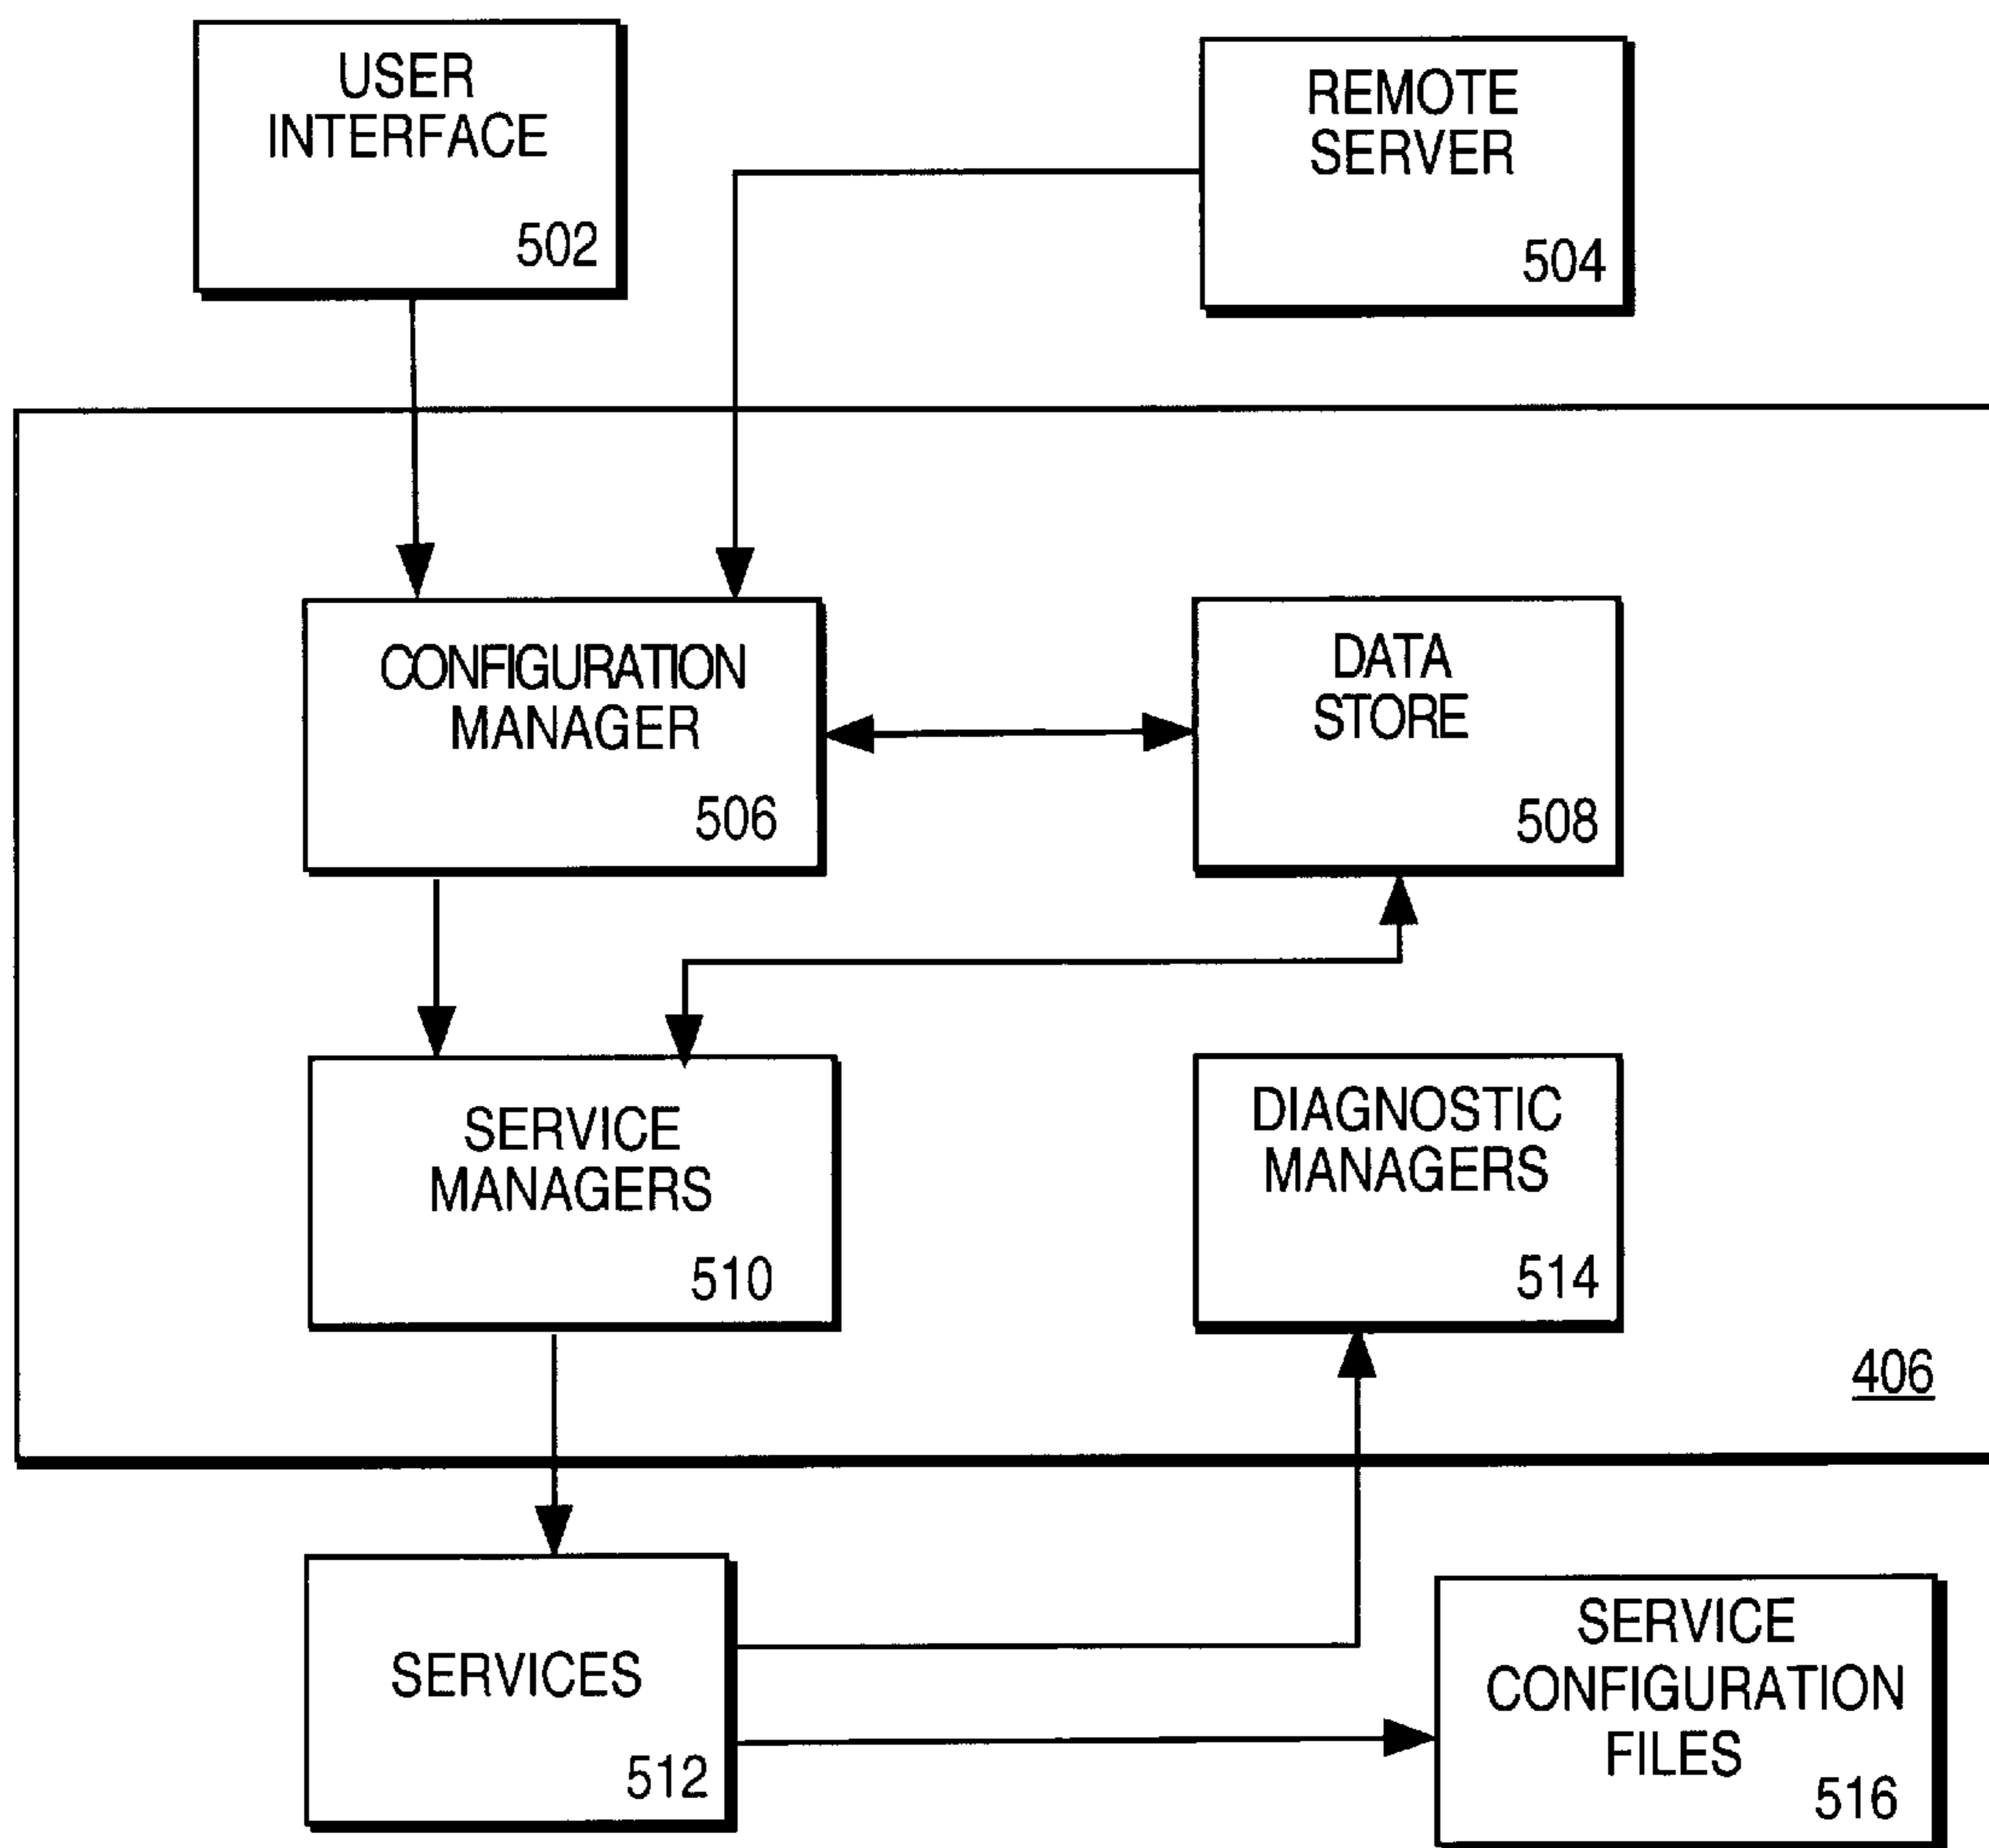 USER
INTERFACE
502
REMOTE
SERVER
504
CONFIGURATION
MANAGER
506
DATA
STORE
508
SERVICE
MANAGERS
510
DIAGNOSTIC
MANAGERS
514
406
SERVICES
512
SERVICE
CONFIGURATION
FILES
516